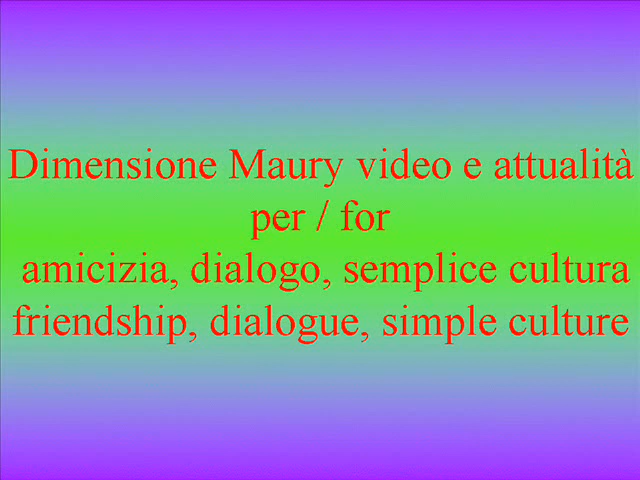 Dimensione Maury video e attualità
per / for
amicizia, dialogo, semplice cultura
friendship, dialogue, simple culture